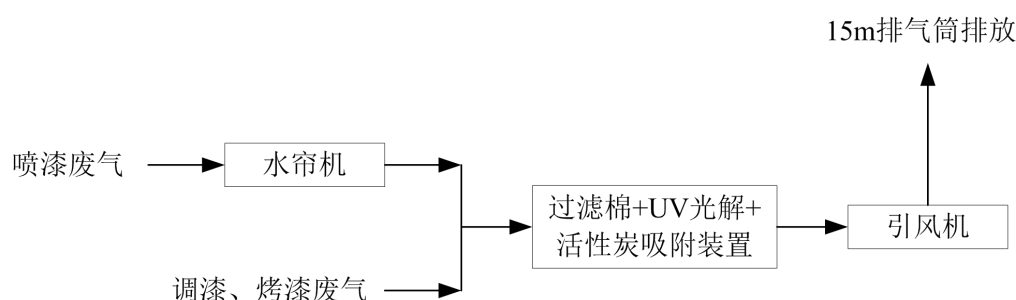 15m排气筒排放
喷漆废气
水帘机
过滤棉+UV光解+
活性炭吸附装置
引风机
调漆、烤漆废气